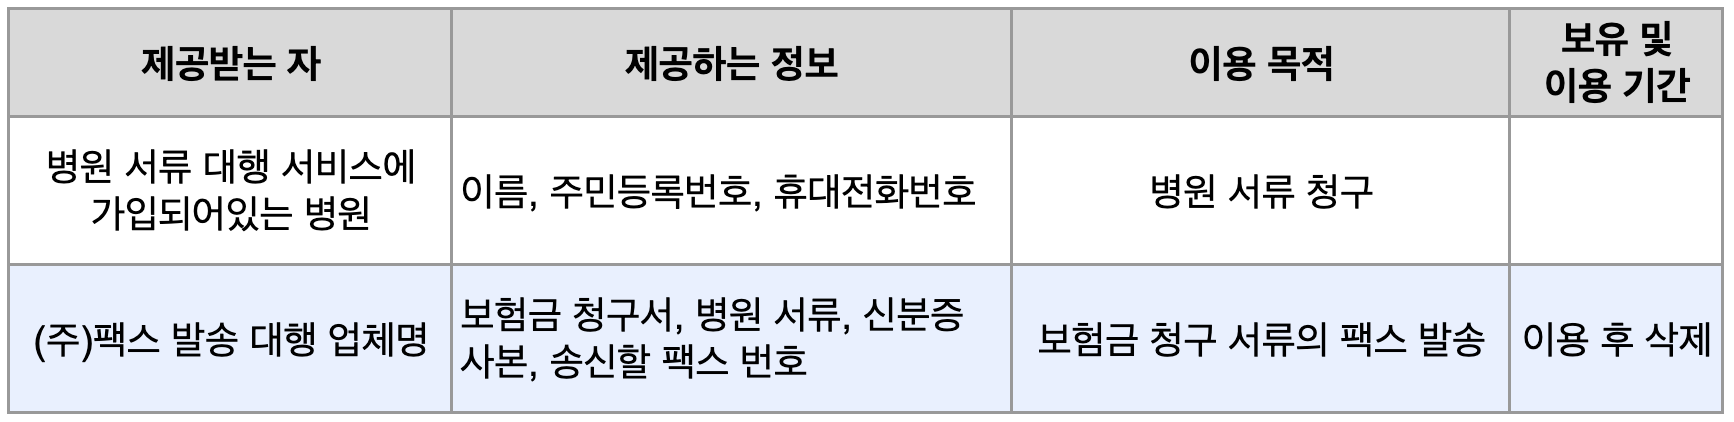 제공받는 자
제공하는 정보
이용 목적
보유 및
이용 기간
병원 서류 대행 서비스에
가입되어있는 병원
이름, 주민등록번호, 휴대전화번호
병원 서류 청구
(주)팩스 발송 대행 업체명
보험금 청구서, 병원 서류, 신분증
사본, 송신할 팩스 번호
보험금 청구 서류의 팩스 발송
이용 후 삭제